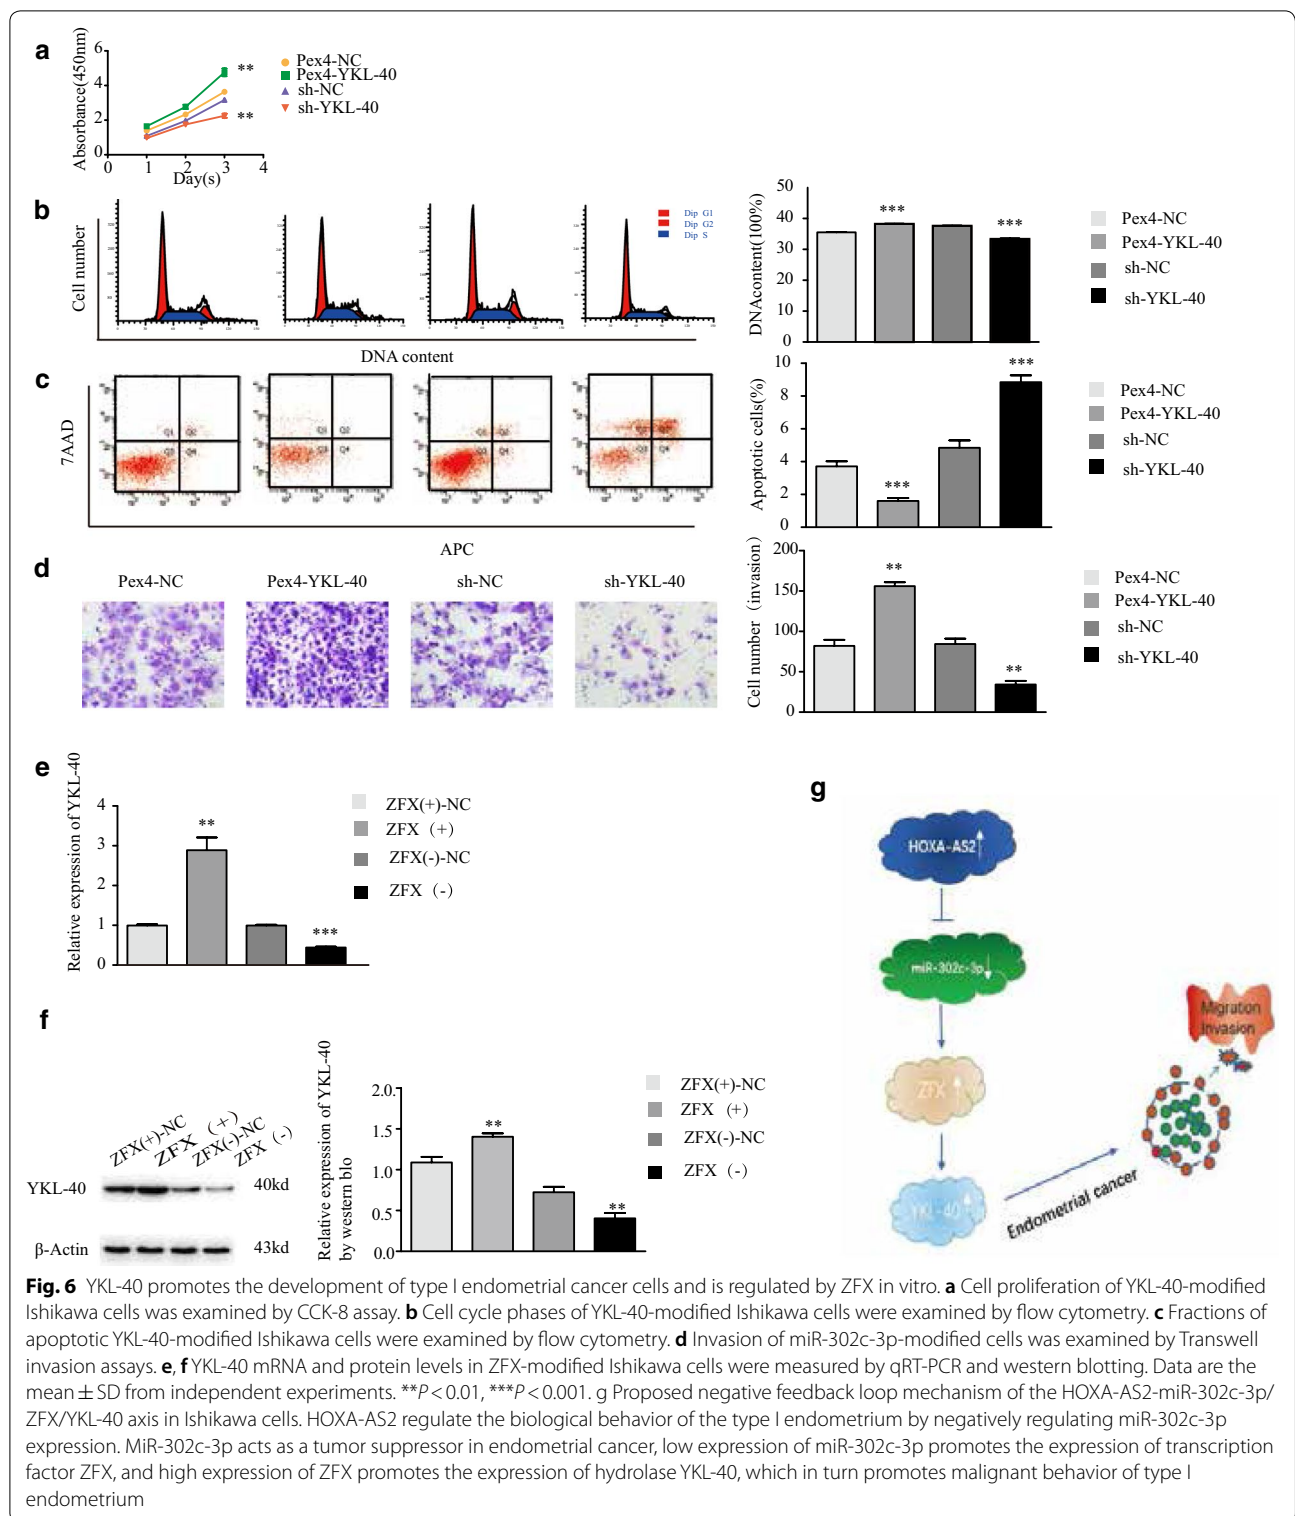 a
Absorbance(450nm)
6
4
2
0
0 1 2 3 4
Day(s)
**
**
Pex4-NC
Pex4-YKL-40
sh-NC
sh-YKL-40
b
Cell number
DNA content
Dip G1
Dip G2
Dip S
DNAcontent(100%)
50
40
30
20
10
0
***
***
Pex4-NC
Pex4-YKL-40
sh-NC
sh-YKL-40
c
7AAD
Q1 Q2
Q3 Q4
Q1 Q2
Q3 Q4
Q1 Q2
Q3 Q4
Q1 Q2
Q3 Q4
APC
Apoptotic cells(%)
10
8
6
4
2
0
***
***
Pex4-NC
Pex4-YKL-40
sh-NC
sh-YKL-40
d
Pex4-NC Pex4-YKL-40 sh-NC sh-YKL-40
Cell number（invasion）
200
150
100
50
0
**
**
Pex4-NC
Pex4-YKL-40
sh-NC
sh-YKL-40
e
Relative expression of YKL-40
4
3
2
1
0
**
***
ZFX(+)-NC
ZFX（+）
ZFX(-)-NC
ZFX（-）
f
ZFX(+)-NC
ZFX（+）
ZFX(-)-NC
ZFX（-）
YKL-40 40kd
β-Actin 43kd
Relative expression of YKL-40
by western blo
2.0
1.5
1.0
0.5
0.0
**
**
ZFX(+)-NC
ZFX（+）
ZFX(-)-NC
ZFX（-）
g
HOXA-AS2
miR-302c-3p
ZFX
YKL-40
Endometrial cancer
Migration
Invasion
Fig. 6 YKL-40 promotes the development of type I endometrial cancer cells and is regulated by ZFX in vitro. a Cell proliferation of YKL-40-modified
Ishikawa cells was examined by CCK-8 assay. b Cell cycle phases of YKL-40-modified Ishikawa cells were examined by flow cytometry. c Fractions of
apoptotic YKL-40-modified Ishikawa cells were examined by flow cytometry. d Invasion of miR-302c-3p-modified cells was examined by Transwell
invasion assays. e, f YKL-40 mRNA and protein levels in ZFX-modified Ishikawa cells were measured by qRT-PCR and western blotting. Data are the
mean ± SD from independent experiments. **P < 0.01, ***P < 0.001. g Proposed negative feedback loop mechanism of the HOXA-AS2-miR-302c-3p/
ZFX/YKL-40 axis in Ishikawa cells. HOXA-AS2 regulate the biological behavior of the type I endometrium by negatively regulating miR-302c-3p
expression. MiR-302c-3p acts as a tumor suppressor in endometrial cancer, low expression of miR-302c-3p promotes the expression of transcription
factor ZFX, and high expression of ZFX promotes the expression of hydrolase YKL-40, which in turn promotes malignant behavior of type I
endometrium